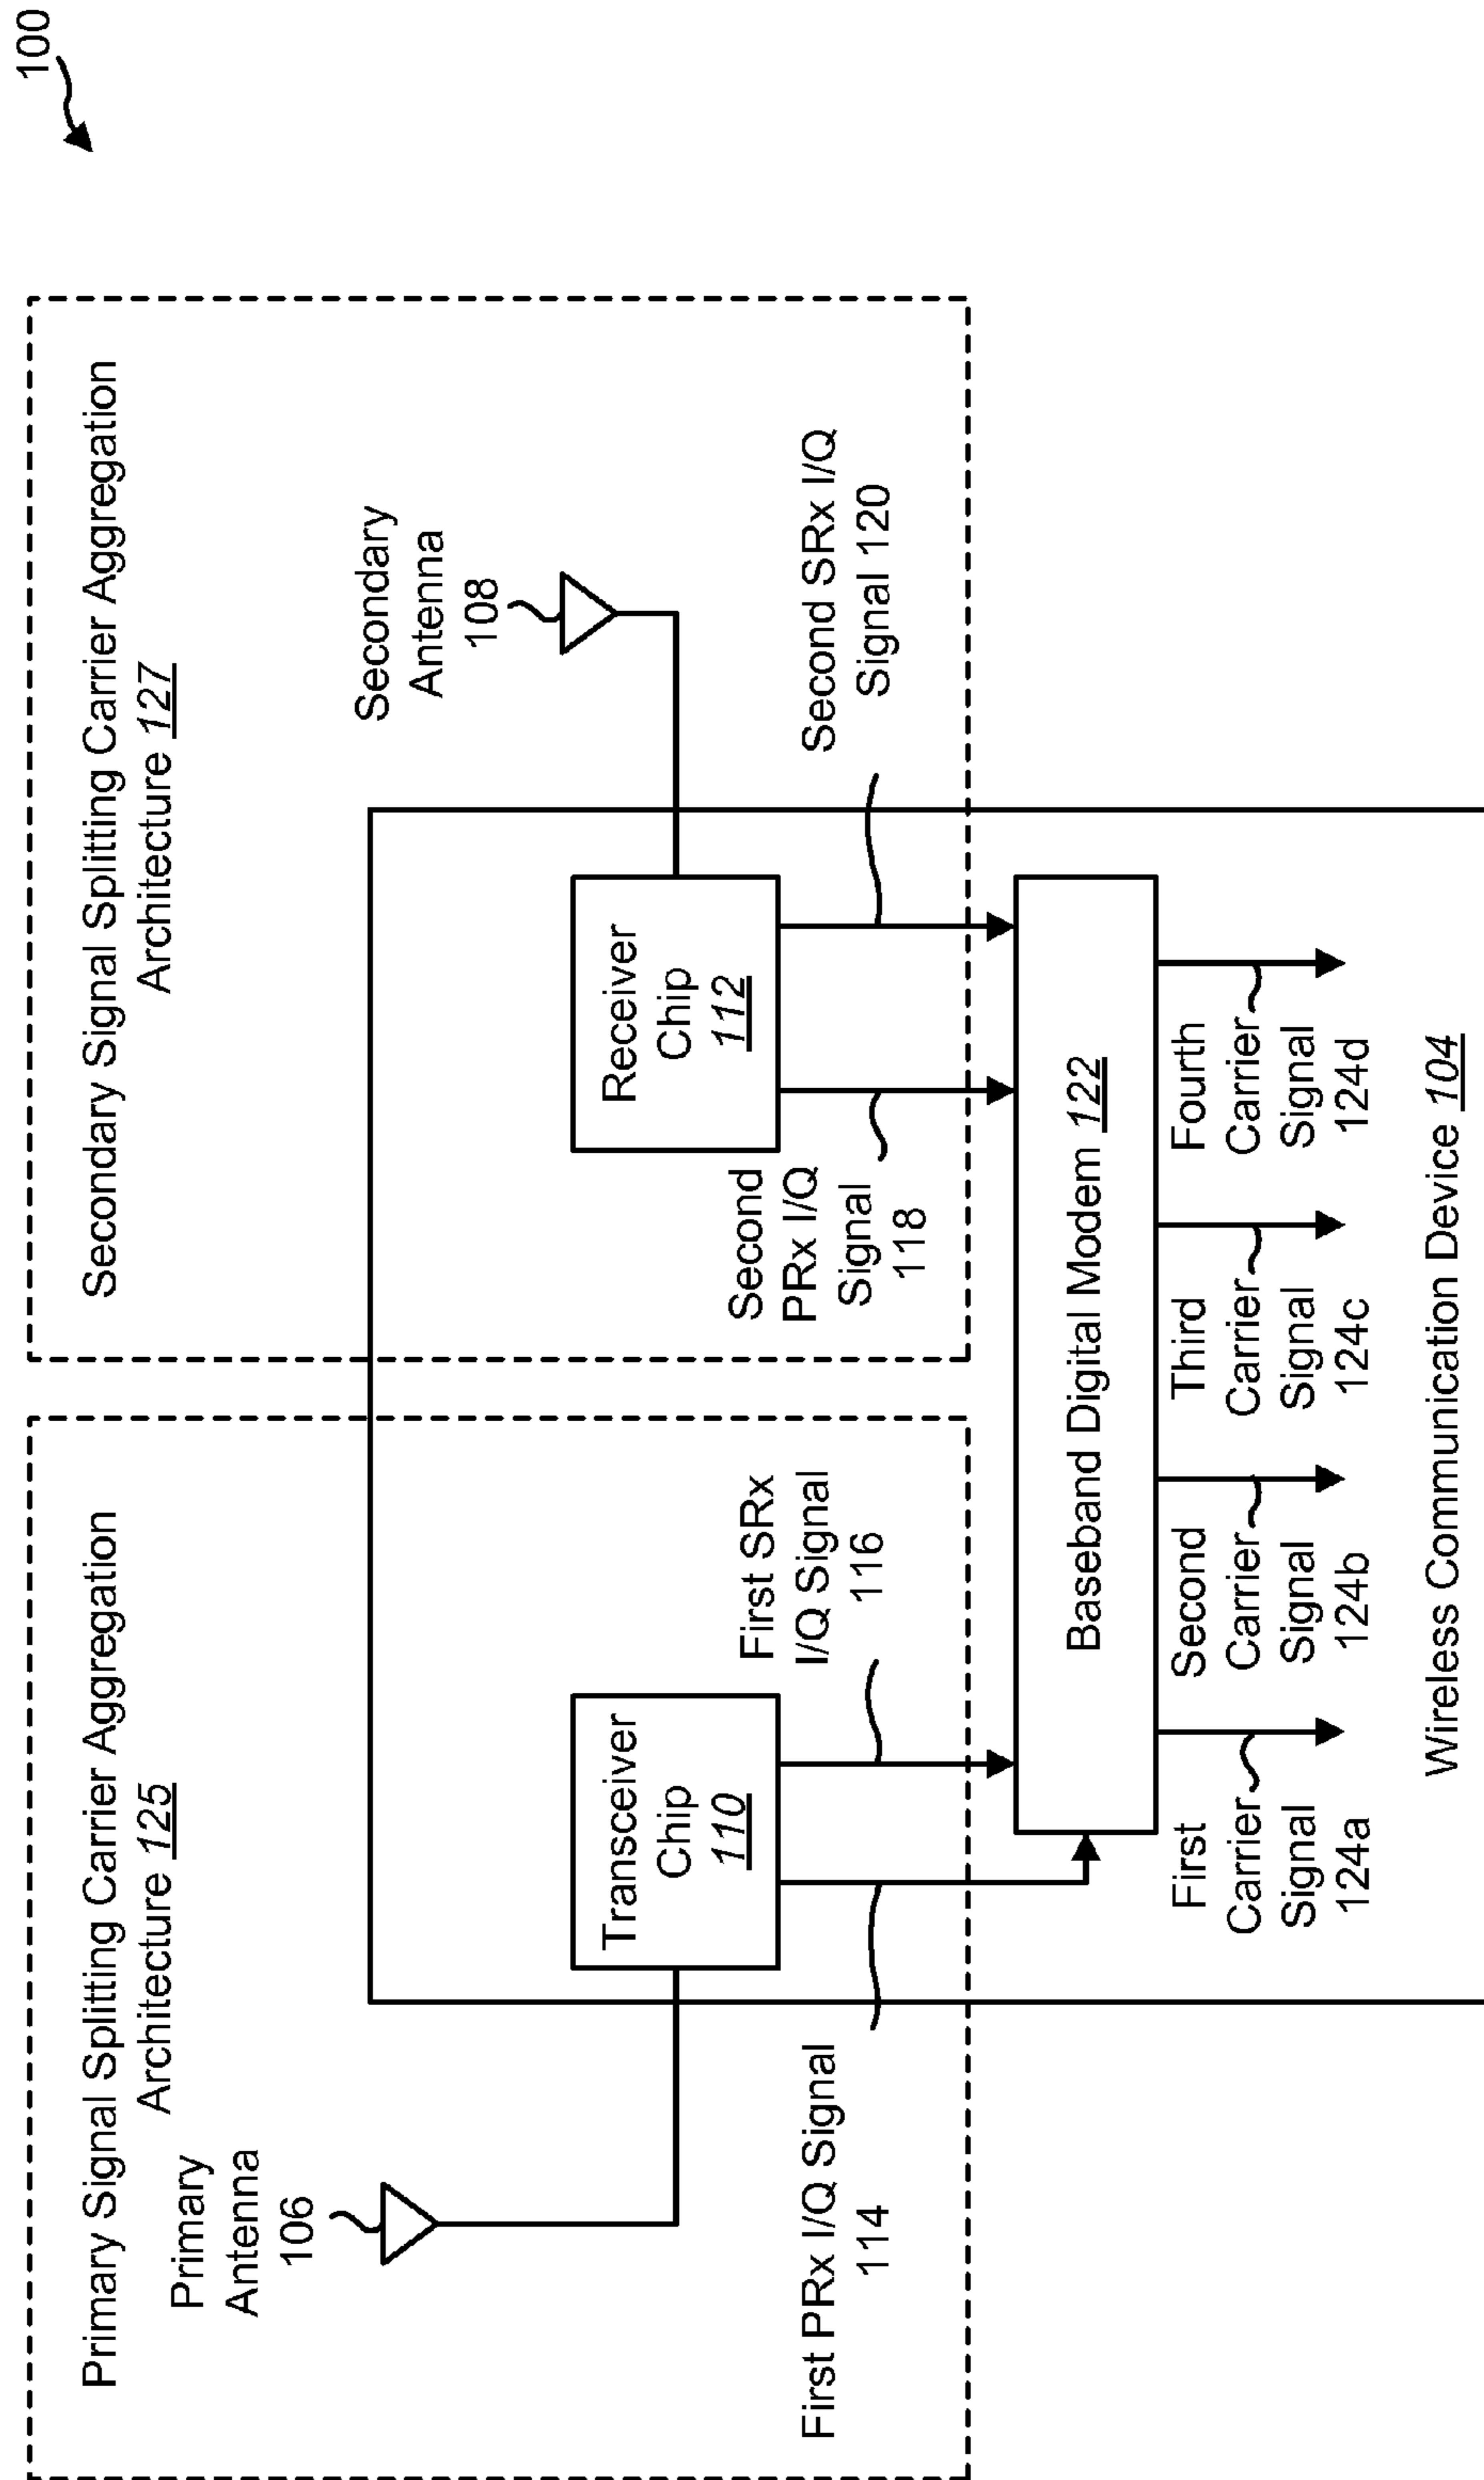 100
Primary Signal Splitting Carrier Aggregation
Architecture 125
Secondary Signal Splitting Carrier Aggregation
Architecture 127
Primary
Antenna
106
Secondary
Antenna
108
Transceiver
Chip
110
Receiver
Chip
112
First PRx I/Q Signal
114
First SRx
I/Q Signal
116
Second
PRx I/Q
Signal
118
Second SRx I/Q
Signal 120
Baseband Digital Modem 122
First
Carrier
Signal
124a
Second
Carrier
Signal
124b
Third
Carrier
Signal
124c
Fourth
Carrier
Signal
124d
Wireless Communication Device 104